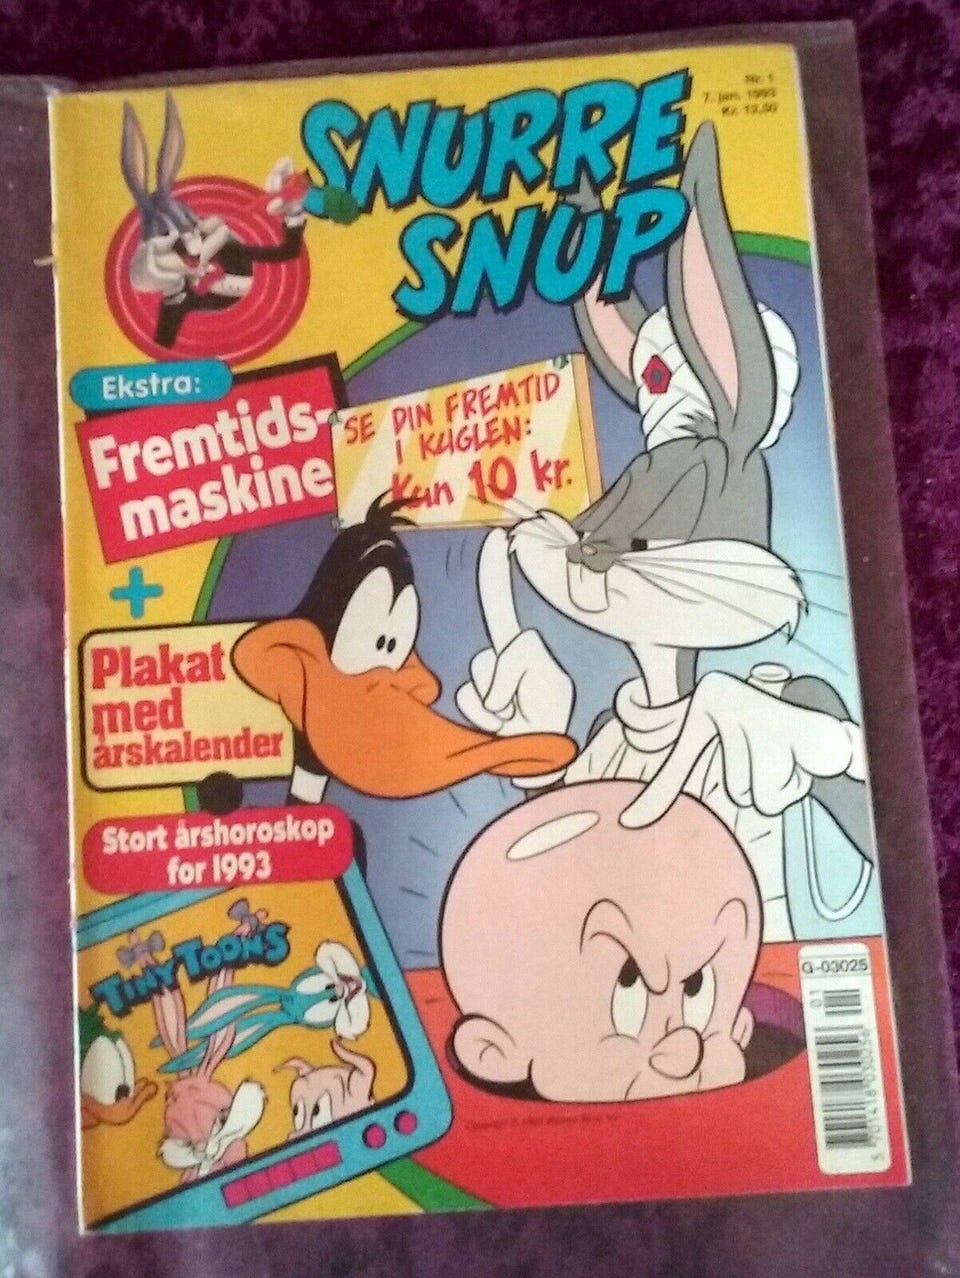 Nr. 1
7. jan. 1993
Kr. 12,50
SNURRE
SNUP
Ekstra:
Fremtids-
maskine
SE DIN FREMTID
I KUGLEN:
Kun 10 kr.
+
Plakat
med
årskalender
Stort årshoroskop
for 1993
TINY TOONS
G-03025
01